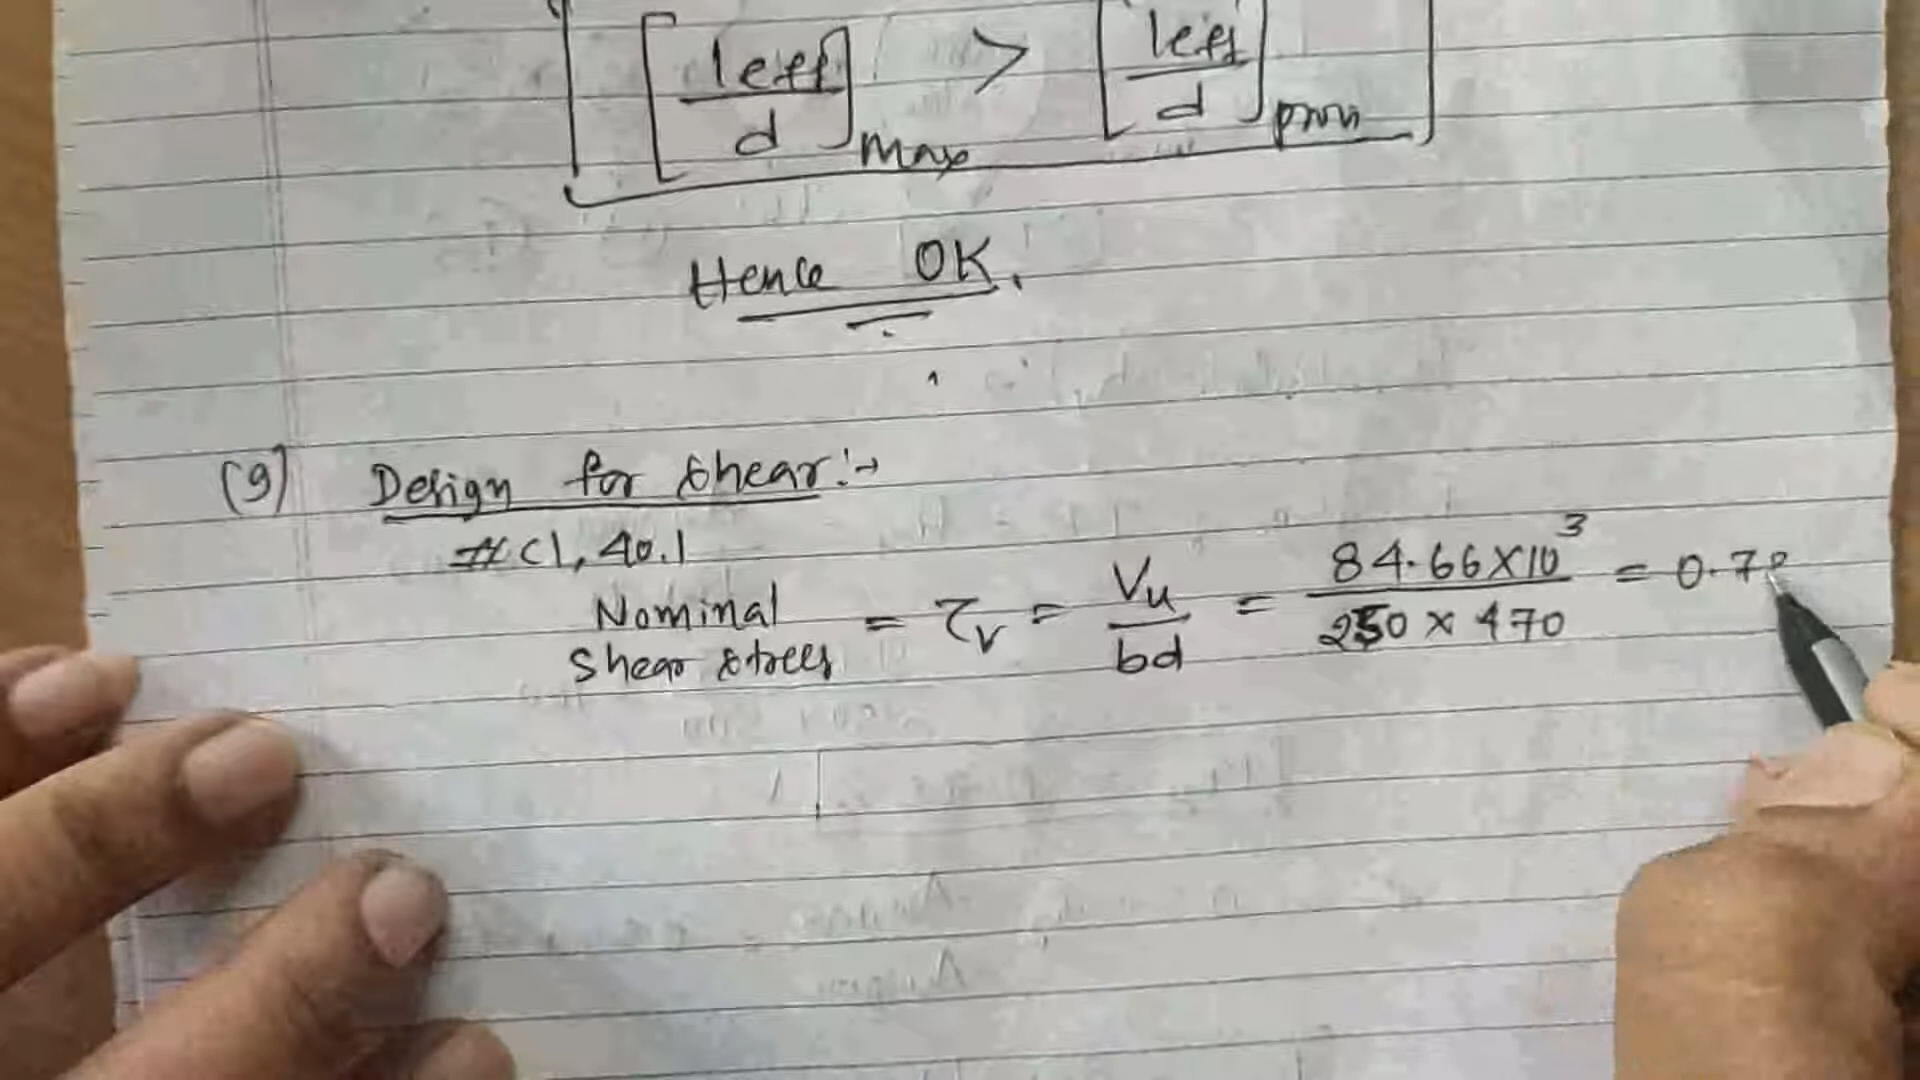 [leff/d]max > [leff/d]prov
Hence OK.
(9) Design for Shear:→
# Cl, 40.1
Nominal Shear Stress = τv = Vu/bd = 84.66×10³/250×470 = 0.7